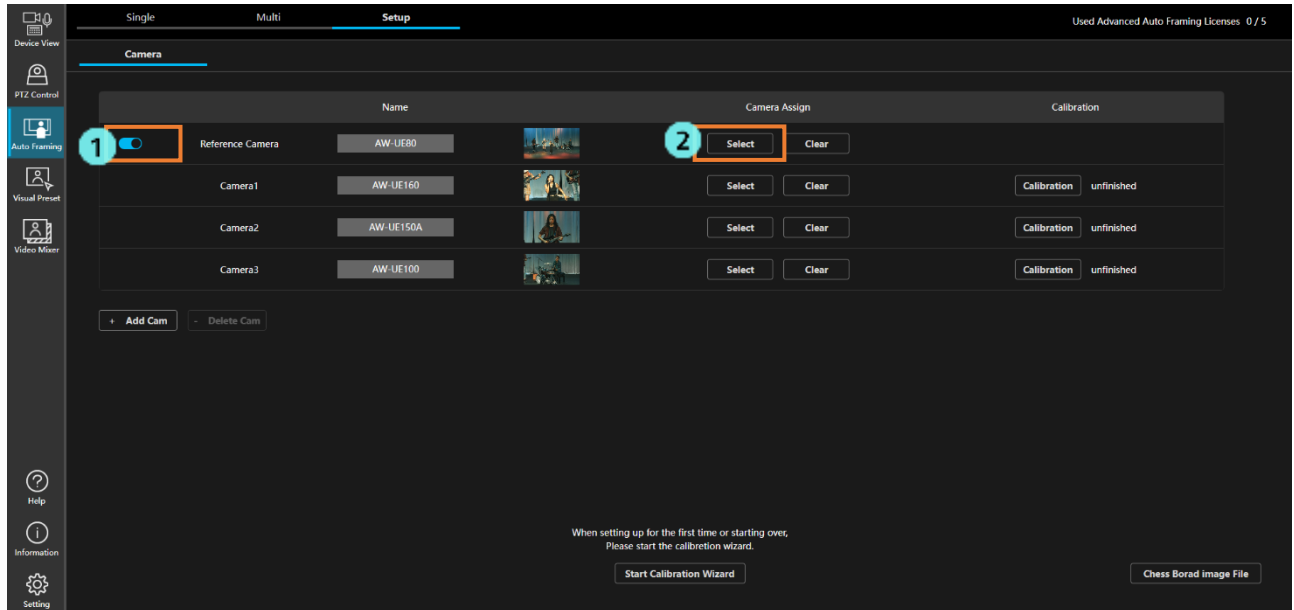 Single Multi Setup Used Advanced Auto Framing Licenses 0 / 5
Device View
Camera
PTZ Control
Name Camera Assign Calibration
Auto Framing
1 Reference Camera AW-UE80 2 Select Clear
Camera1 AW-UE160 Select Clear Calibration unfinished
Visual Preset
Camera2 AW-UE150A Select Clear Calibration unfinished
Video Mixer
Camera3 AW-UE100 Select Clear Calibration unfinished
+ Add Cam - Delete Cam
Help
When setting up for the first time or starting over,
Please start the calibretion wizard.
Information
Start Calibration Wizard Chess Borad image File
Setting